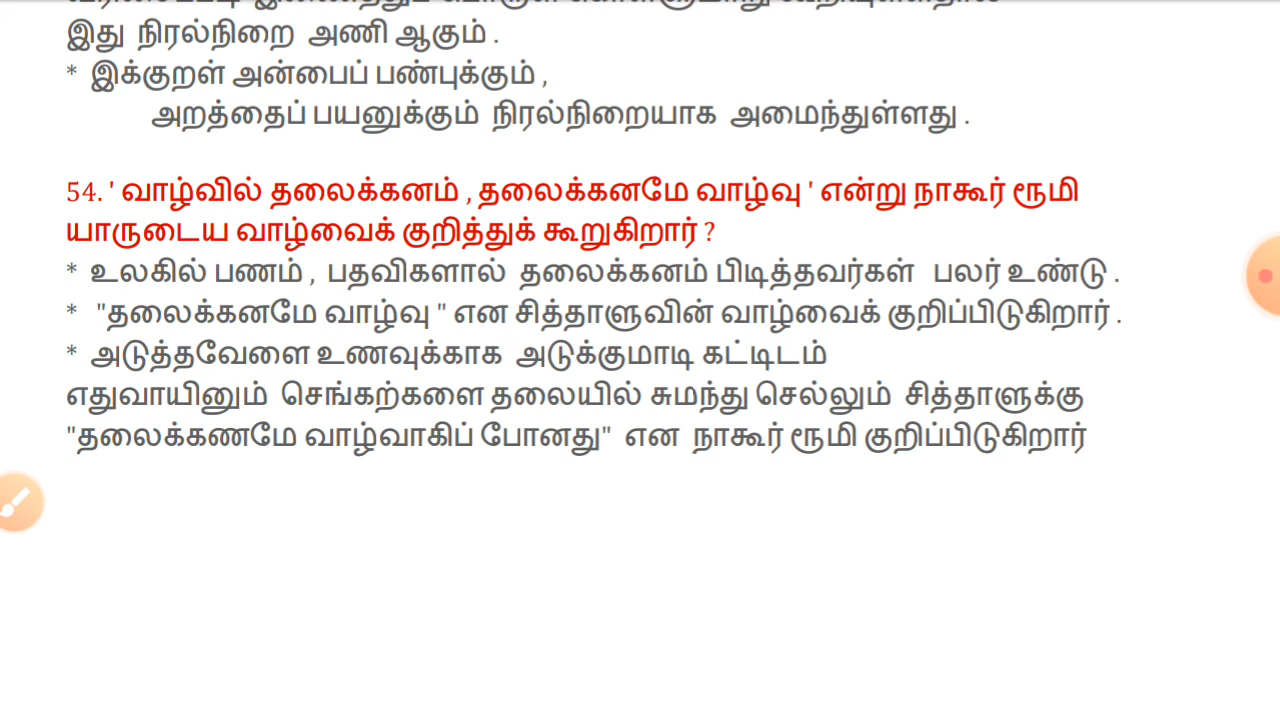 இது நிரல்நிறை அணி ஆகும் .
* இக்குறள் அன்பைப் பண்புக்கும் ,
அறத்தைப் பயனுக்கும் நிரல்நிறையாக அமைந்துள்ளது .
54. ' வாழ்வில் தலைக்கனம் , தலைக்கனமே வாழ்வு ' என்று நாகூர் ரூமி
யாருடைய வாழ்வைக் குறித்துக் கூறுகிறார் ?
* உலகில் பணம் , பதவிகளால் தலைக்கனம் பிடித்தவர்கள் பலர் உண்டு .
* "தலைக்கனமே வாழ்வு " என சித்தாளுவின் வாழ்வைக் குறிப்பிடுகிறார் .
* அடுத்தவேளை உணவுக்காக அடுக்குமாடி கட்டிடம்
எதுவாயினும் செங்கற்களை தலையில் சுமந்து செல்லும் சித்தாளுக்கு
"தலைக்கணமே வாழ்வாகிப் போனது" என நாகூர் ரூமி குறிப்பிடுகிறார்